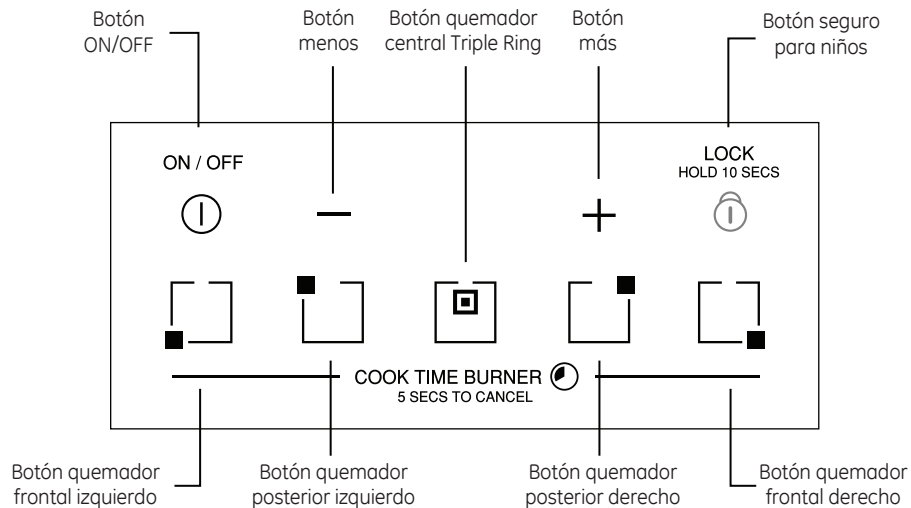 Botón
ON/OFF
Botón
menos
Botón quemador
central Triple Ring
Botón
más
Botón seguro
para niños
ON / OFF
LOCK
HOLD 10 SECS
COOK TIME BURNER
5 SECS TO CANCEL
Botón quemador
frontal izquierdo
Botón quemador
posterior izquierdo
Botón quemador
posterior derecho
Botón quemador
frontal derecho